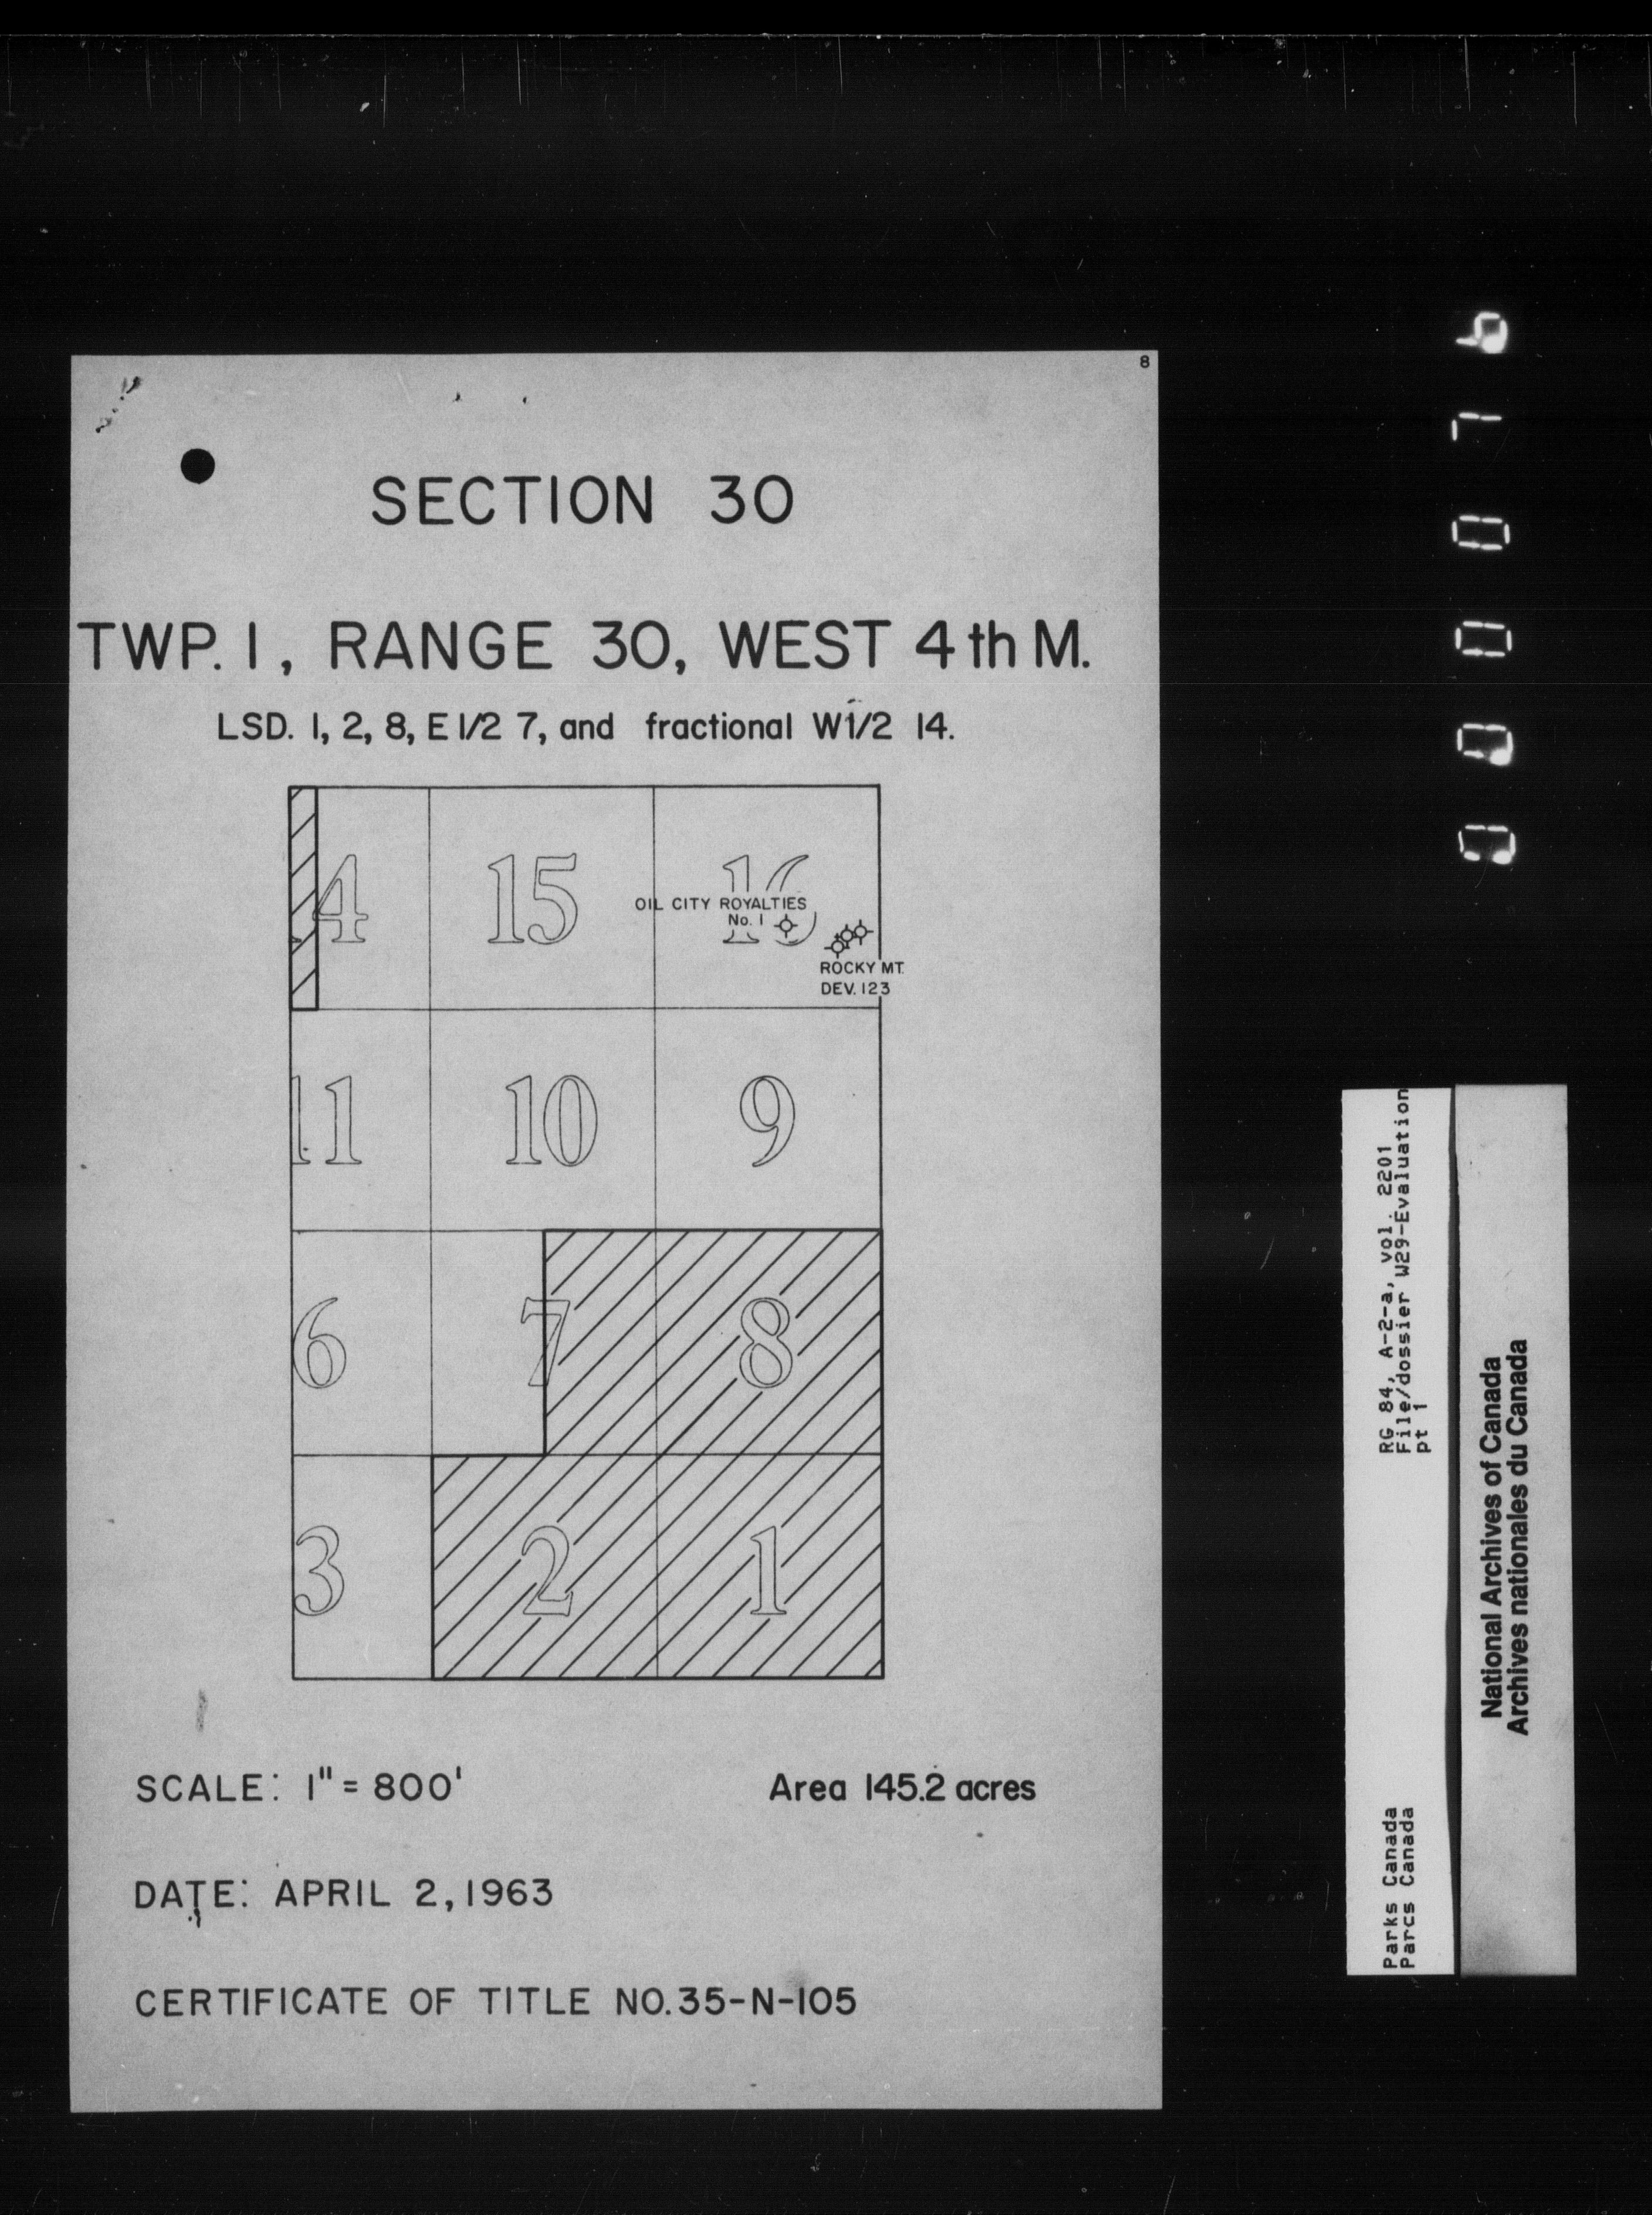 8
SECTION 30
TWP. 1, RANGE 30, WEST 4th M.
LSD. 1, 2, 8, E 1/2 7, and fractional W1/2 14.
4 15 16
OIL CITY ROYALTIES
No. 1
ROCKY MT.
DEV. 123
11 10 9
6 7 8
3 2 1
SCALE: 1" = 800' Area 145.2 acres
DATE: APRIL 2, 1963
CERTIFICATE OF TITLE NO. 35-N-105
RG 84, A-2-a, vol. 2201
File/dossier W29-Evaluation
pt 1
Parks Canada
Parcs Canada
National Archives of Canada
Archives nationales du Canada